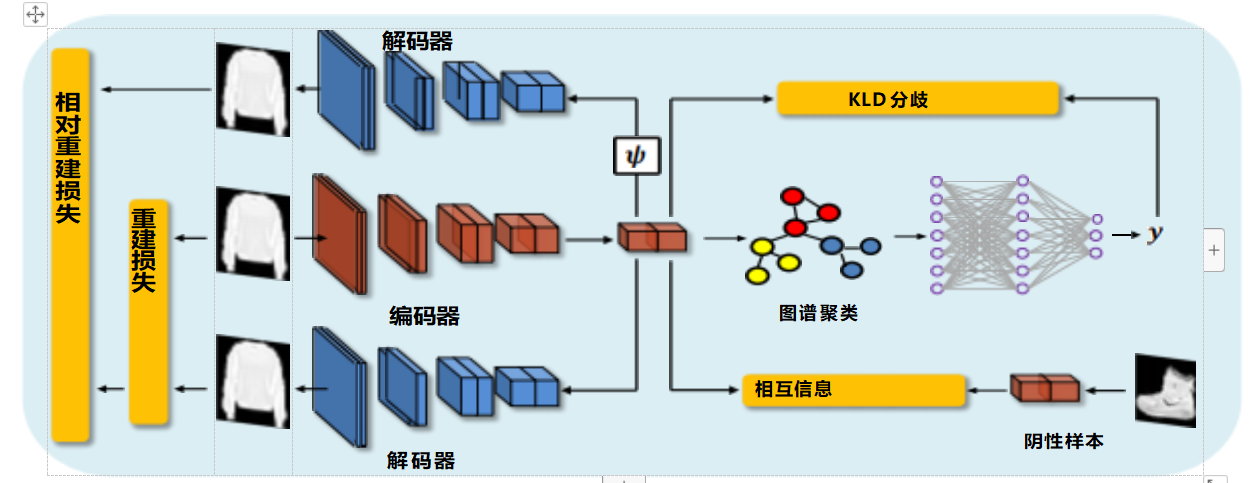 解码器
相对重建损失
KLD 分歧
ψ
重建损失
y
编码器
图谱聚类
相互信息
阴性样本
解码器